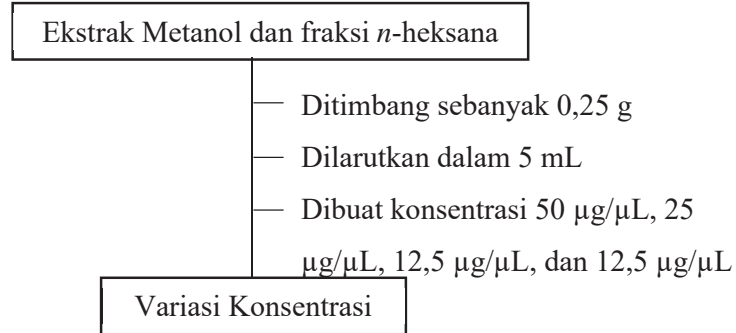 Ekstrak Metanol dan fraksi n-heksana
Ditimbang sebanyak 0,25 g
Dilarutkan dalam 5 mL
Dibuat konsentrasi 50 µg/µL, 25
µg/µL, 12,5 µg/µL, dan 12,5 µg/µL
Variasi Konsentrasi